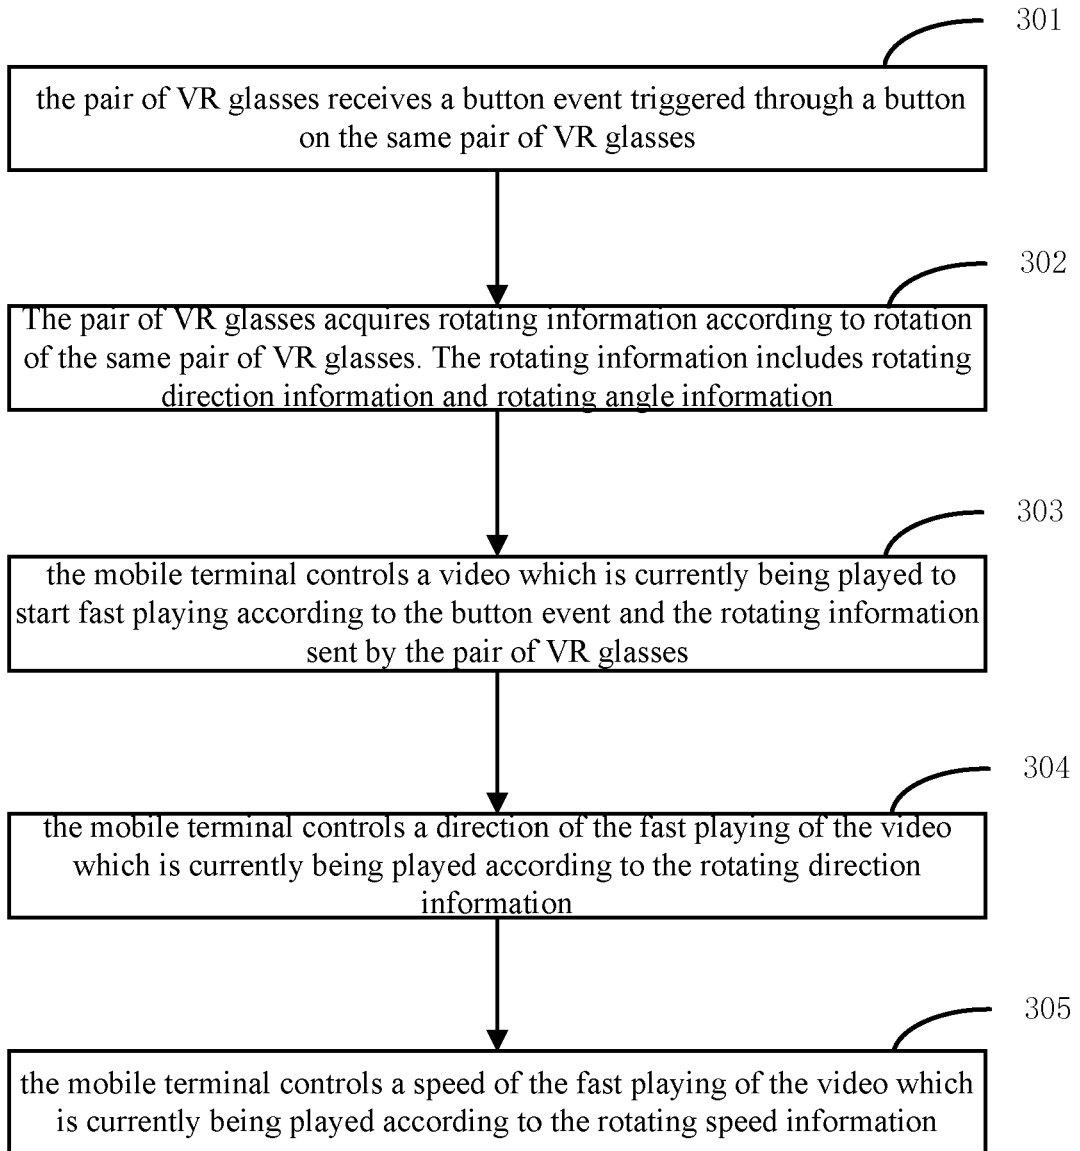 301
the pair of VR glasses receives a button event triggered through a button
on the same pair of VR glasses
302
The pair of VR glasses acquires rotating information according to rotation
of the same pair of VR glasses. The rotating information includes rotating
direction information and rotating angle information
303
the mobile terminal controls a video which is currently being played to
start fast playing according to the button event and the rotating information
sent by the pair of VR glasses
304
the mobile terminal controls a direction of the fast playing of the video
which is currently being played according to the rotating direction
information
305
the mobile terminal controls a speed of the fast playing of the video which
is currently being played according to the rotating speed information